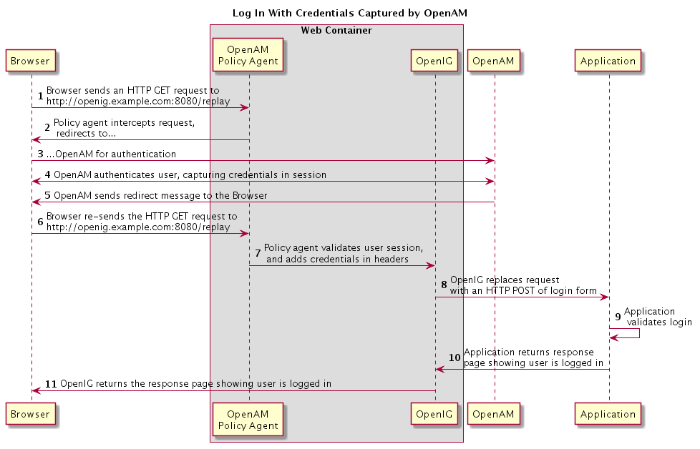 Log In With Credentials Captured by OpenAM
Web Container
Browser
OpenAM
Policy Agent
OpenIG
OpenAM
Application
1 Browser sends an HTTP GET request to
http://openig.example.com:8080/replay
2 Policy agent intercepts request,
redirects to...
3 ...OpenAM for authentication
4 OpenAM authenticates user, capturing credentials in session
5 OpenAM sends redirect message to the Browser
6 Browser re-sends the HTTP GET request to
http://openig.example.com:8080/replay
7 Policy agent validates user session,
and adds credentials in headers
8 OpenIG replaces request
with an HTTP POST of login form
9 Application
validates login
10 Application returns response
page showing user is logged in
11 OpenIG returns the response page showing user is logged in
Browser
OpenAM
Policy Agent
OpenIG
OpenAM
Application